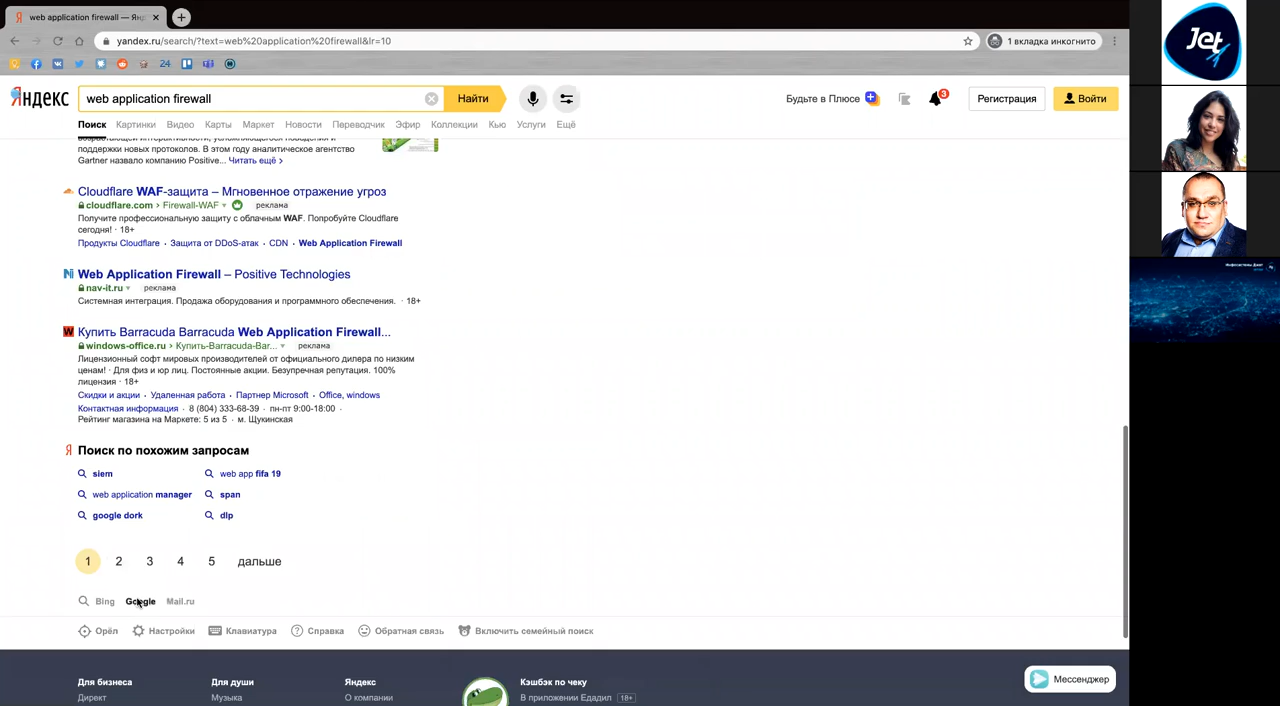 web application firewall — Ян
yandex.ru/search/?text=web%20application%20firewall&lr=10
1 вкладка инкогнито
24
Яндекс
web application firewall
Найти
Будьте в Плюсе
3
Регистрация
Войти
Поиск Картинки Видео Карты Маркет Новости Переводчик Эфир Коллекции Кью Услуги Ещё
поддержки новых протоколов. В этом году аналитическое агентство
Gartner назвало компанию Positive... Читать ещё >
Cloudflare WAF-защита – Мгновенное отражение угроз
cloudflare.com › Firewall-WAF реклама
Получите профессиональную защиту с облачным WAF. Попробуйте Cloudflare
сегодня! · 18+
Продукты Cloudflare · Защита от DDoS-атак · CDN · Web Application Firewall
Web Application Firewall – Positive Technologies
nav-it.ru реклама
Системная интеграция. Продажа оборудования и программного обеспечения. · 18+
Купить Barracuda Barracuda Web Application Firewall...
windows-office.ru › Купить-Barracuda-Bar... реклама
Лицензионный софт мировых производителей от официального дилера по низким
ценам! · Для физ и юр лиц. Постоянные акции. Безупречная репутация. 100%
лицензия · 18+
Скидки и акции · Удаленная работа · Партнер Microsoft · Office, windows
Контактная информация · 8 (804) 333-68-39 · пн-пт 9:00-18:00 ·
Рейтинг магазина на Маркете: 5 из 5 · м. Щукинская
Я Поиск по похожим запросам
siem web app fifa 19
web application manager span
google dork dlp
1 2 3 4 5 дальше
Bing Google Mail.ru
Орёл Настройки Клавиатура Справка Обратная связь Включить семейный поиск
Для бизнеса Для души Яндекс Кэшбэк по чеку
Директ Музыка О компании В приложении Едадил 18+
Мессенджер
Jet